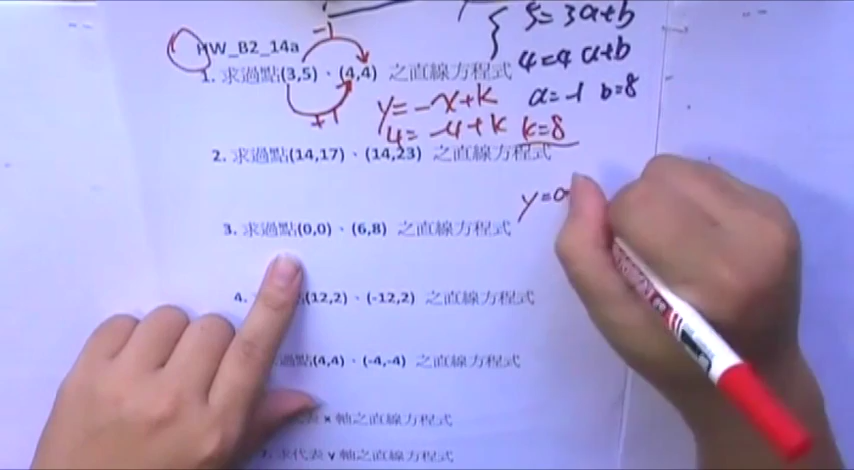 HW_B2_14a
1. 求過點(3,5)、(4,4) 之直線方程式
-1
+1
5=3a+b
4=4a+b
a=-1 b=8
y=-x+k
4=-4+k k=8
2. 求過點(14,17)、(14,23) 之直線方程式
y=a
3. 求過點(0,0)、(6,8) 之直線方程式
4. (12,2)、(-12,2) 之直線方程式
過點(4,4)、(-4,-4) 之直線方程式
代表 x 軸之直線方程式
求代表 y 軸之直線方程式